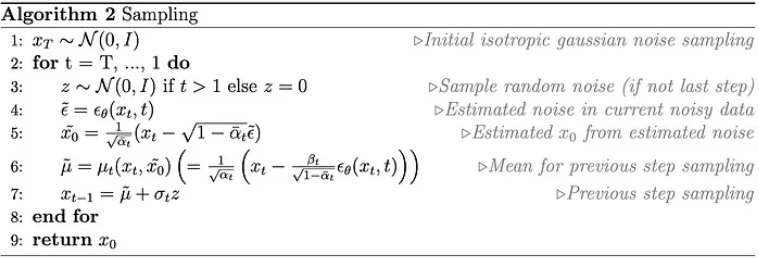 Algorithm 2 Sampling
1: x_T ∼ 𝒩(0, I) ▷Initial isotropic gaussian noise sampling
2: for t = T, ..., 1 do
3: z ∼ 𝒩(0, I) if t > 1 else z = 0 ▷Sample random noise (if not last step)
4: ε̃ = ε_θ(x_t, t) ▷Estimated noise in current noisy data
5: x̃_0 = 1/√ᾱ_t (x_t − √(1 − ᾱ_t) ε̃) ▷Estimated x_0 from estimated noise
6: μ̃ = μ_t(x_t, x̃_0) (= 1/√α_t (x_t − β_t/√(1−ᾱ_t) ε_θ(x_t, t))) ▷Mean for previous step sampling
7: x_{t−1} = μ̃ + σ_t z ▷Previous step sampling
8: end for
9: return x_0